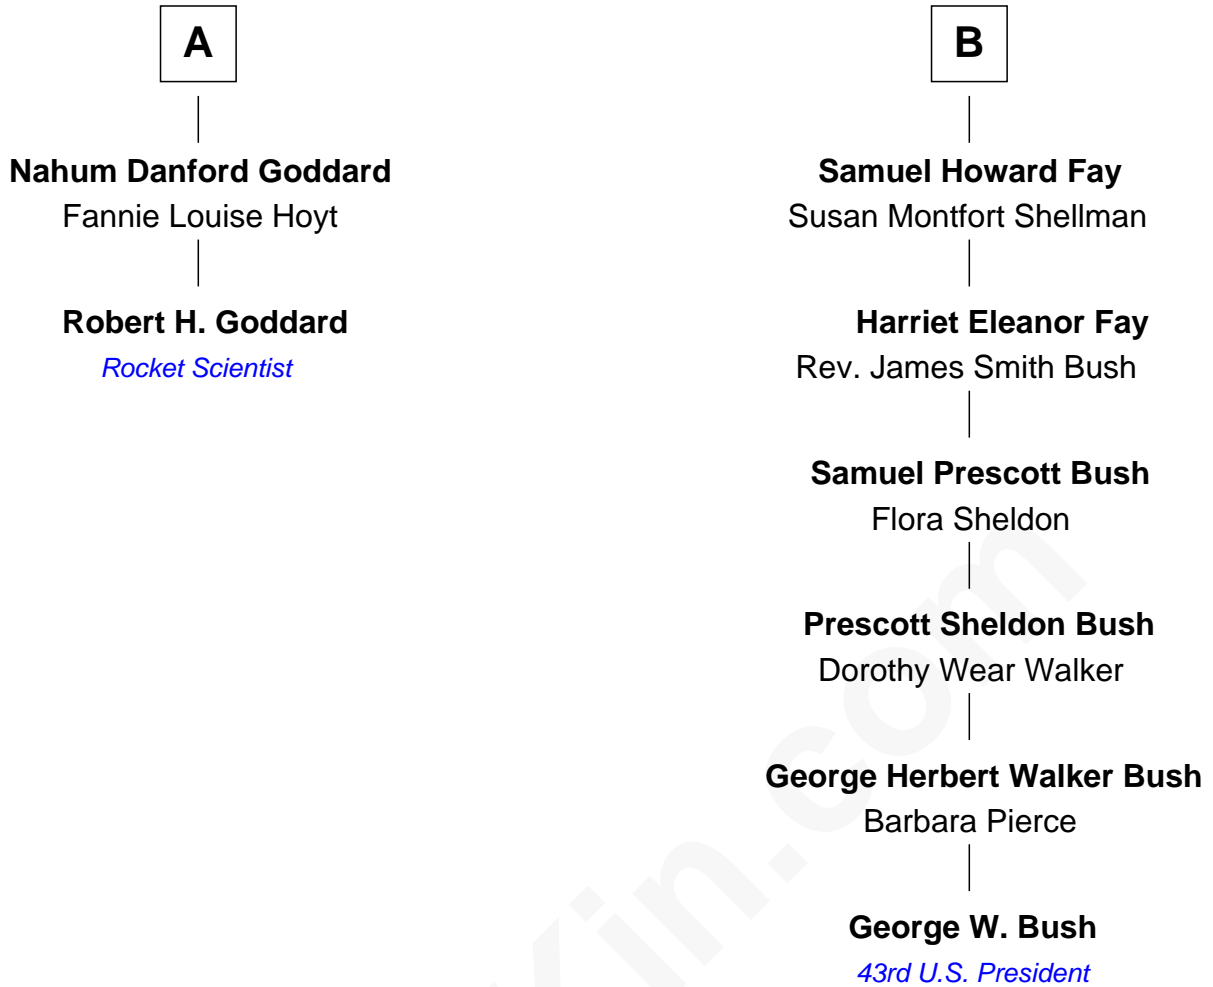 A
Nahum Danford Goddard
Fannie Louise Hoyt
Robert H. Goddard
Rocket Scientist
B
Samuel Howard Fay
Susan Montfort Shellman
Harriet Eleanor Fay
Rev. James Smith Bush
Samuel Prescott Bush
Flora Sheldon
Prescott Sheldon Bush
Dorothy Wear Walker
George Herbert Walker Bush
Barbara Pierce
George W. Bush
43rd U.S. President
Kin.com